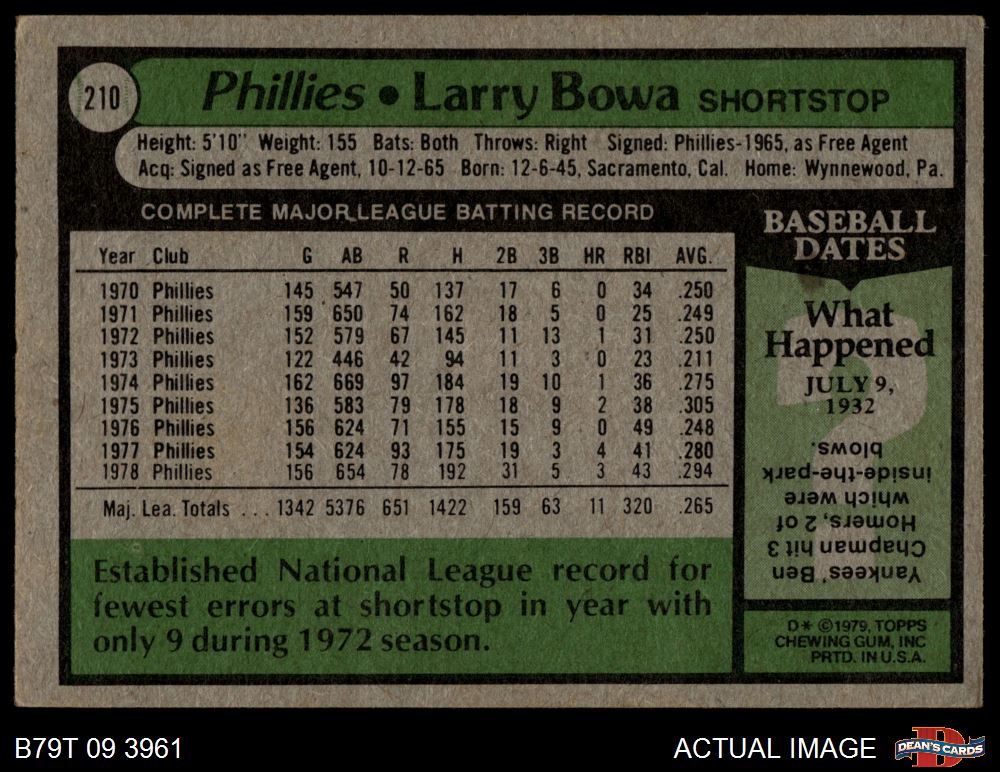 210
Phillies • Larry Bowa SHORTSTOP
Height: 5'10" Weight: 155 Bats: Both Throws: Right Signed: Phillies-1965, as Free Agent
Acq: Signed as Free Agent, 10-12-65 Born: 12-6-45, Sacramento, Cal. Home: Wynnewood, Pa.
COMPLETE MAJOR LEAGUE BATTING RECORD
Year Club G AB R H 2B 3B HR RBI AVG.
1970 Phillies 145 547 50 137 17 6 0 34 .250
1971 Phillies 159 650 74 162 18 5 0 25 .249
1972 Phillies 152 579 67 145 11 13 1 31 .250
1973 Phillies 122 446 42 94 11 3 0 23 .211
1974 Phillies 162 669 97 184 19 10 1 36 .275
1975 Phillies 136 583 79 178 18 9 2 38 .305
1976 Phillies 156 624 71 155 15 9 0 49 .248
1977 Phillies 154 624 93 175 19 3 4 41 .280
1978 Phillies 156 654 78 192 31 5 3 43 .294
Maj. Lea. Totals ... 1342 5376 651 1422 159 63 11 320 .265
Established National League record for
fewest errors at shortstop in year with
only 9 during 1972 season.
BASEBALL
DATES
What
Happened
JULY 9,
1932
Yankees' Ben
Chapman hit 3
Homers, 2 of
which were
inside-the-park
blows.
D* ©1979, TOPPS
CHEWING GUM, INC
PRTD. IN U.S.A.
B79T 09 3961
ACTUAL IMAGE
D
DEAN'S CARDS